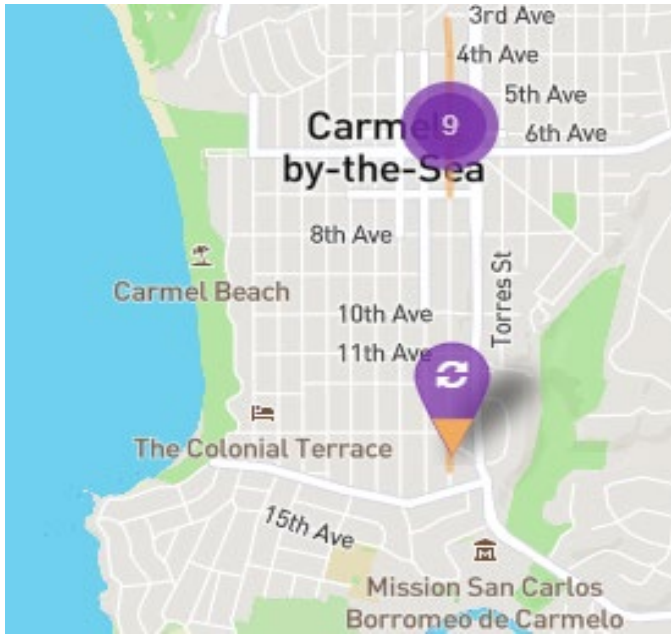 3rd Ave
4th Ave
5th Ave
9
6th Ave
Carmel
by-the-Sea
8th Ave
Torres St
Carmel Beach
10th Ave
11th Ave
The Colonial Terrace
15th Ave
Mission San Carlos
Borromeo de Carmelo